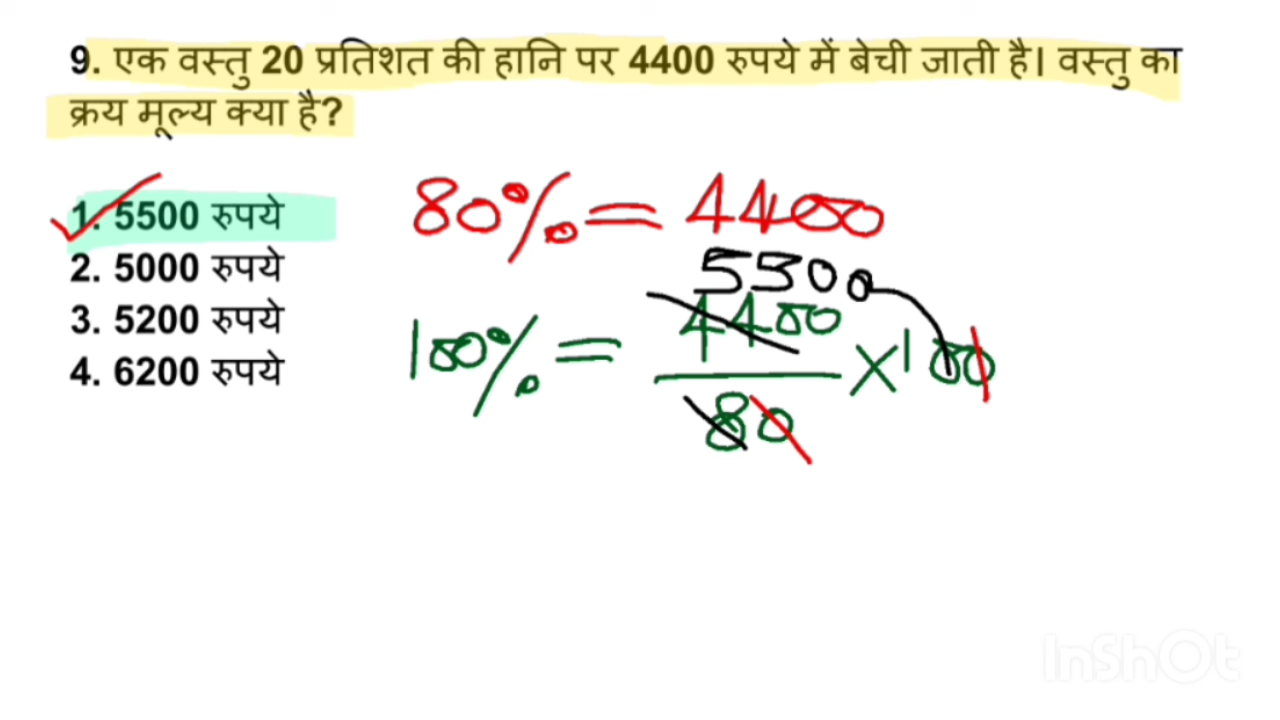 9. एक वस्तु 20 प्रतिशत की हानि पर 4400 रुपये में बेची जाती है। वस्तु का
क्रय मूल्य क्या है?
1. 5500 रुपये
2. 5000 रुपये
3. 5200 रुपये
4. 6200 रुपये
80% = 4400
5500
100% = 4400 × 100
80
InShOt